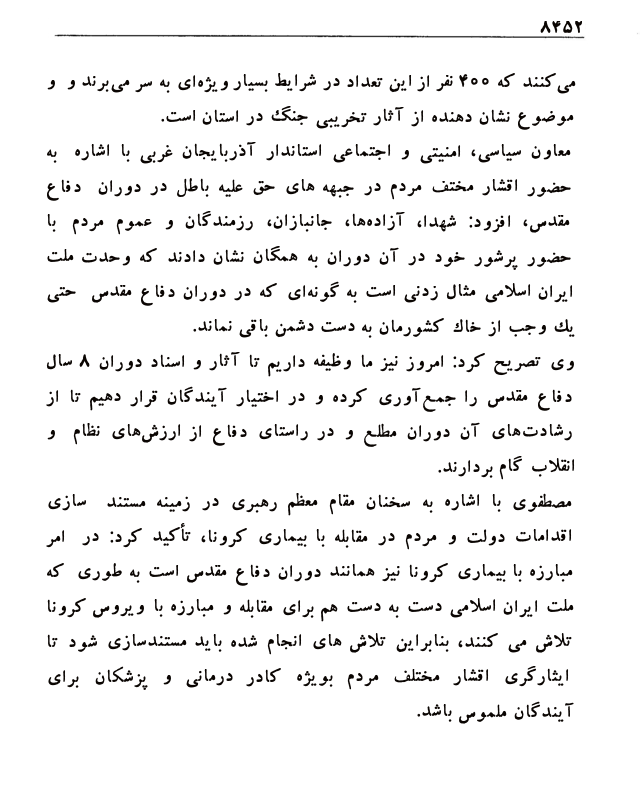 ۸۴۵۲
می‌کنند که ۴۰۰ نفر از این تعداد در شرایط بسیار ویژه‌ای به سر می‌برند و و
موضوع نشان دهنده از آثار تخریبی جنگ در استان است.
معاون سیاسی، امنیتی و اجتماعی استاندار آذربایجان غربی با اشاره به
حضور اقشار مختف مردم در جبهه های حق علیه باطل در دوران دفاع
مقدس، افزود: شهدا، آزاده‌ها، جانبازان، رزمندگان و عموم مردم با
حضور پرشور خود در آن دوران به همگان نشان دادند که وحدت ملت
ایران اسلامی مثال زدنی است به گونه‌ای که در دوران دفاع مقدس حتی
یك وجب از خاك کشورمان به دست دشمن باقی نماند.
وی تصریح کرد: امروز نیز ما وظیفه داریم تا آثار و اسناد دوران ۸ سال
دفاع مقدس را جمع‌آوری کرده و در اختیار آیندگان قرار دهیم تا از
رشادت‌های آن دوران مطلع و در راستای دفاع از ارزش‌های نظام و
انقلاب گام بردارند.
مصطفوی با اشاره به سخنان مقام معظم رهبری در زمینه مستند سازی
اقدامات دولت و مردم در مقابله با بیماری کرونا، تأکید کرد: در امر
مبارزه با بیماری کرونا نیز همانند دوران دفاع مقدس است به طوری که
ملت ایران اسلامی دست به دست هم برای مقابله و مبارزه با ویروس کرونا
تلاش می کنند، بنابراین تلاش های انجام شده باید مستندسازی شود تا
ایثارگری اقشار مختلف مردم بویژه کادر درمانی و پزشکان برای
آیندگان ملموس باشد.